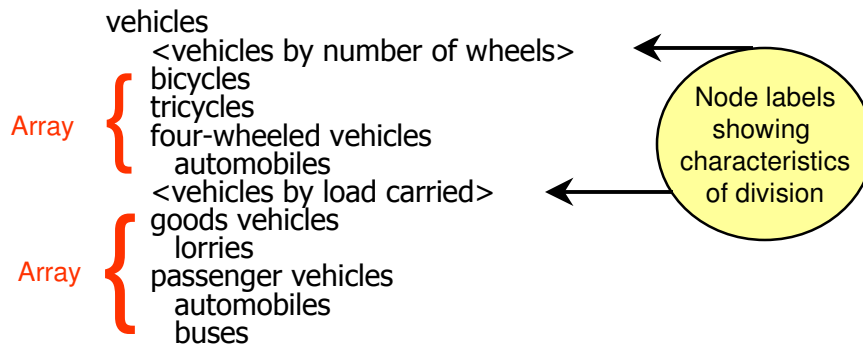 vehicles
<vehicles by number of wheels>
bicycles
tricycles
four-wheeled vehicles
automobiles
<vehicles by load carried>
goods vehicles
lorries
passenger vehicles
automobiles
buses
Array
Array
Node labels
showing
characteristics
of division